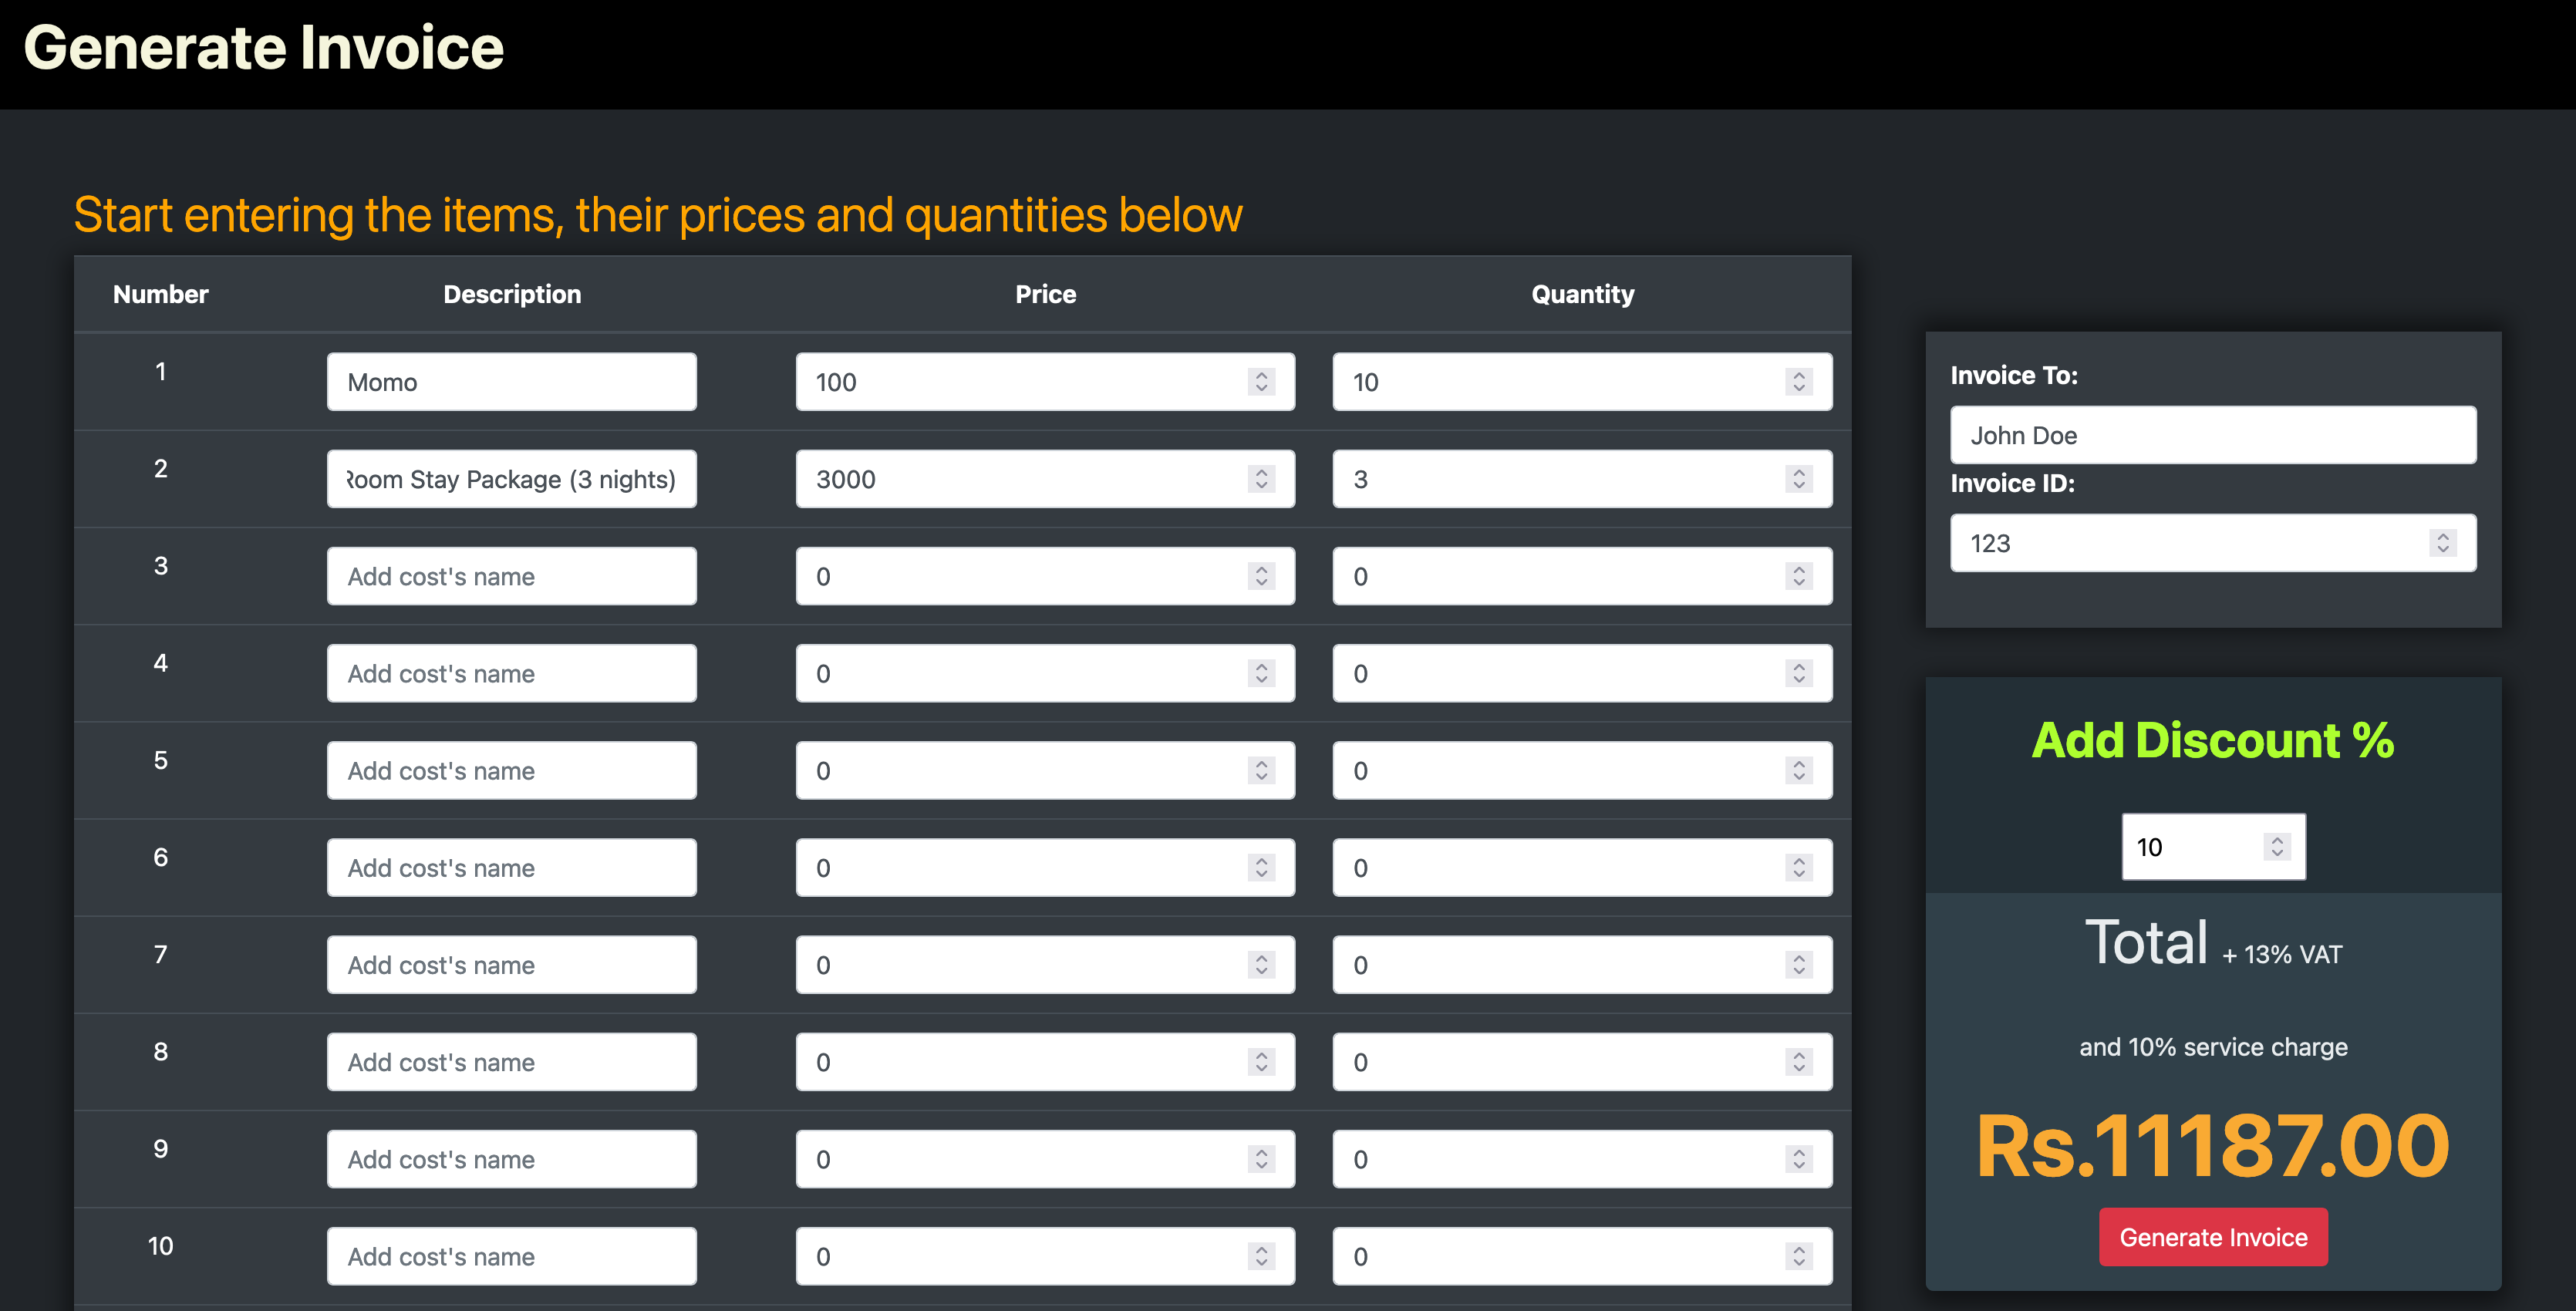 Generate Invoice
Start entering the items, their prices and quantities below
Number Description Price Quantity
1 Momo 100 10
2 Room Stay Package (3 nights) 3000 3
3 Add cost's name 0 0
4 Add cost's name 0 0
5 Add cost's name 0 0
6 Add cost's name 0 0
7 Add cost's name 0 0
8 Add cost's name 0 0
9 Add cost's name 0 0
10 Add cost's name 0 0
Invoice To:
John Doe
Invoice ID:
123
Add Discount %
10
Total + 13% VAT
and 10% service charge
Rs.11187.00
Generate Invoice